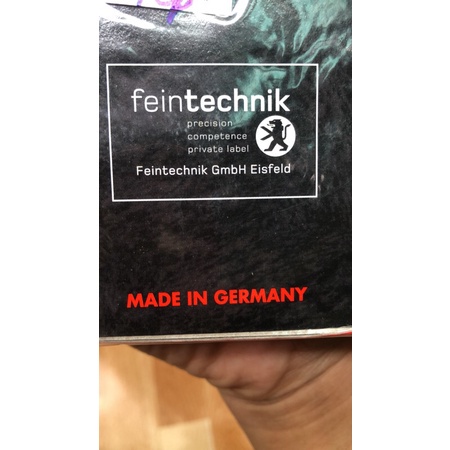 feintechnik
precision
competence
private label
Feintechnik GmbH Eisfeld
MADE IN GERMANY